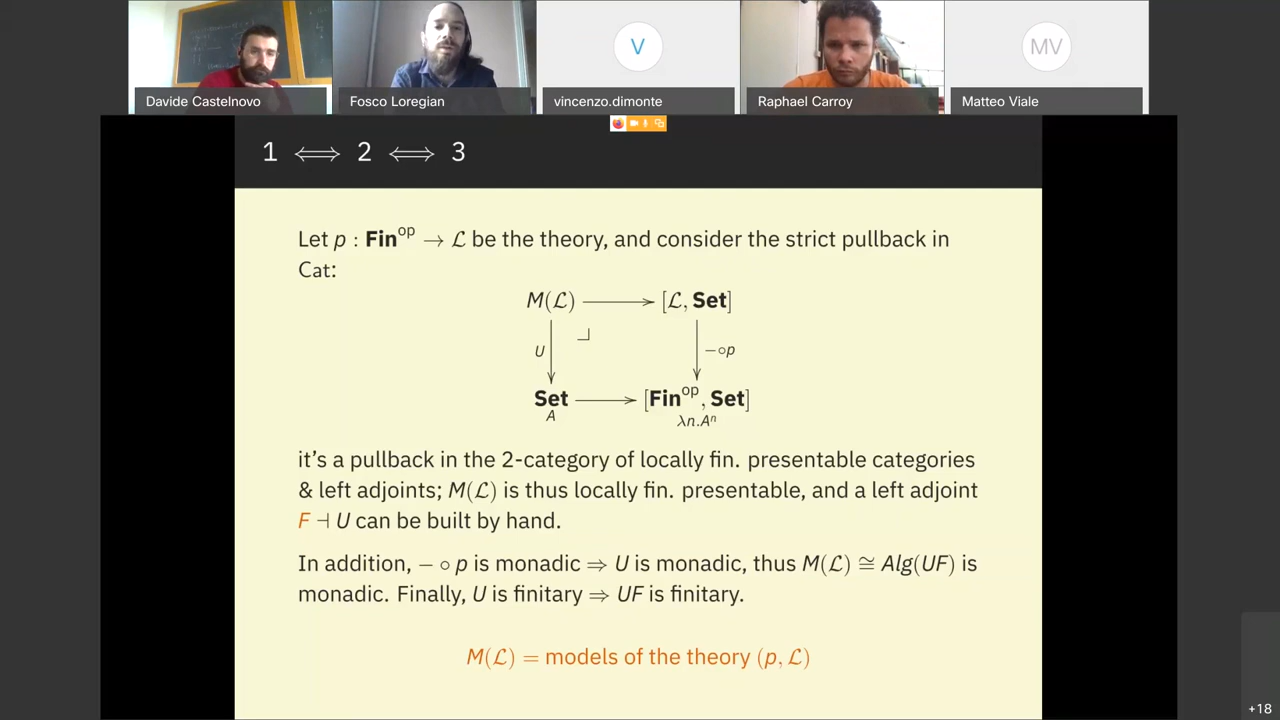 V
MV
Davide Castelnovo
Fosco Loregian
vincenzo.dimonte
Raphael Carroy
Matteo Viale
1 ⟺ 2 ⟺ 3
Let p : Fin^op → ℒ be the theory, and consider the strict pullback in
Cat:
M(ℒ) → [ℒ, Set]
U
− ∘ p
Set → [Fin^op, Set]
A
λn.Aⁿ
it's a pullback in the 2-category of locally fin. presentable categories
& left adjoints; M(ℒ) is thus locally fin. presentable, and a left adjoint
F ⊣ U can be built by hand.
In addition, − ∘ p is monadic ⇒ U is monadic, thus M(ℒ) ≅ Alg(UF) is
monadic. Finally, U is finitary ⇒ UF is finitary.
M(ℒ) = models of the theory (p, ℒ)
+18